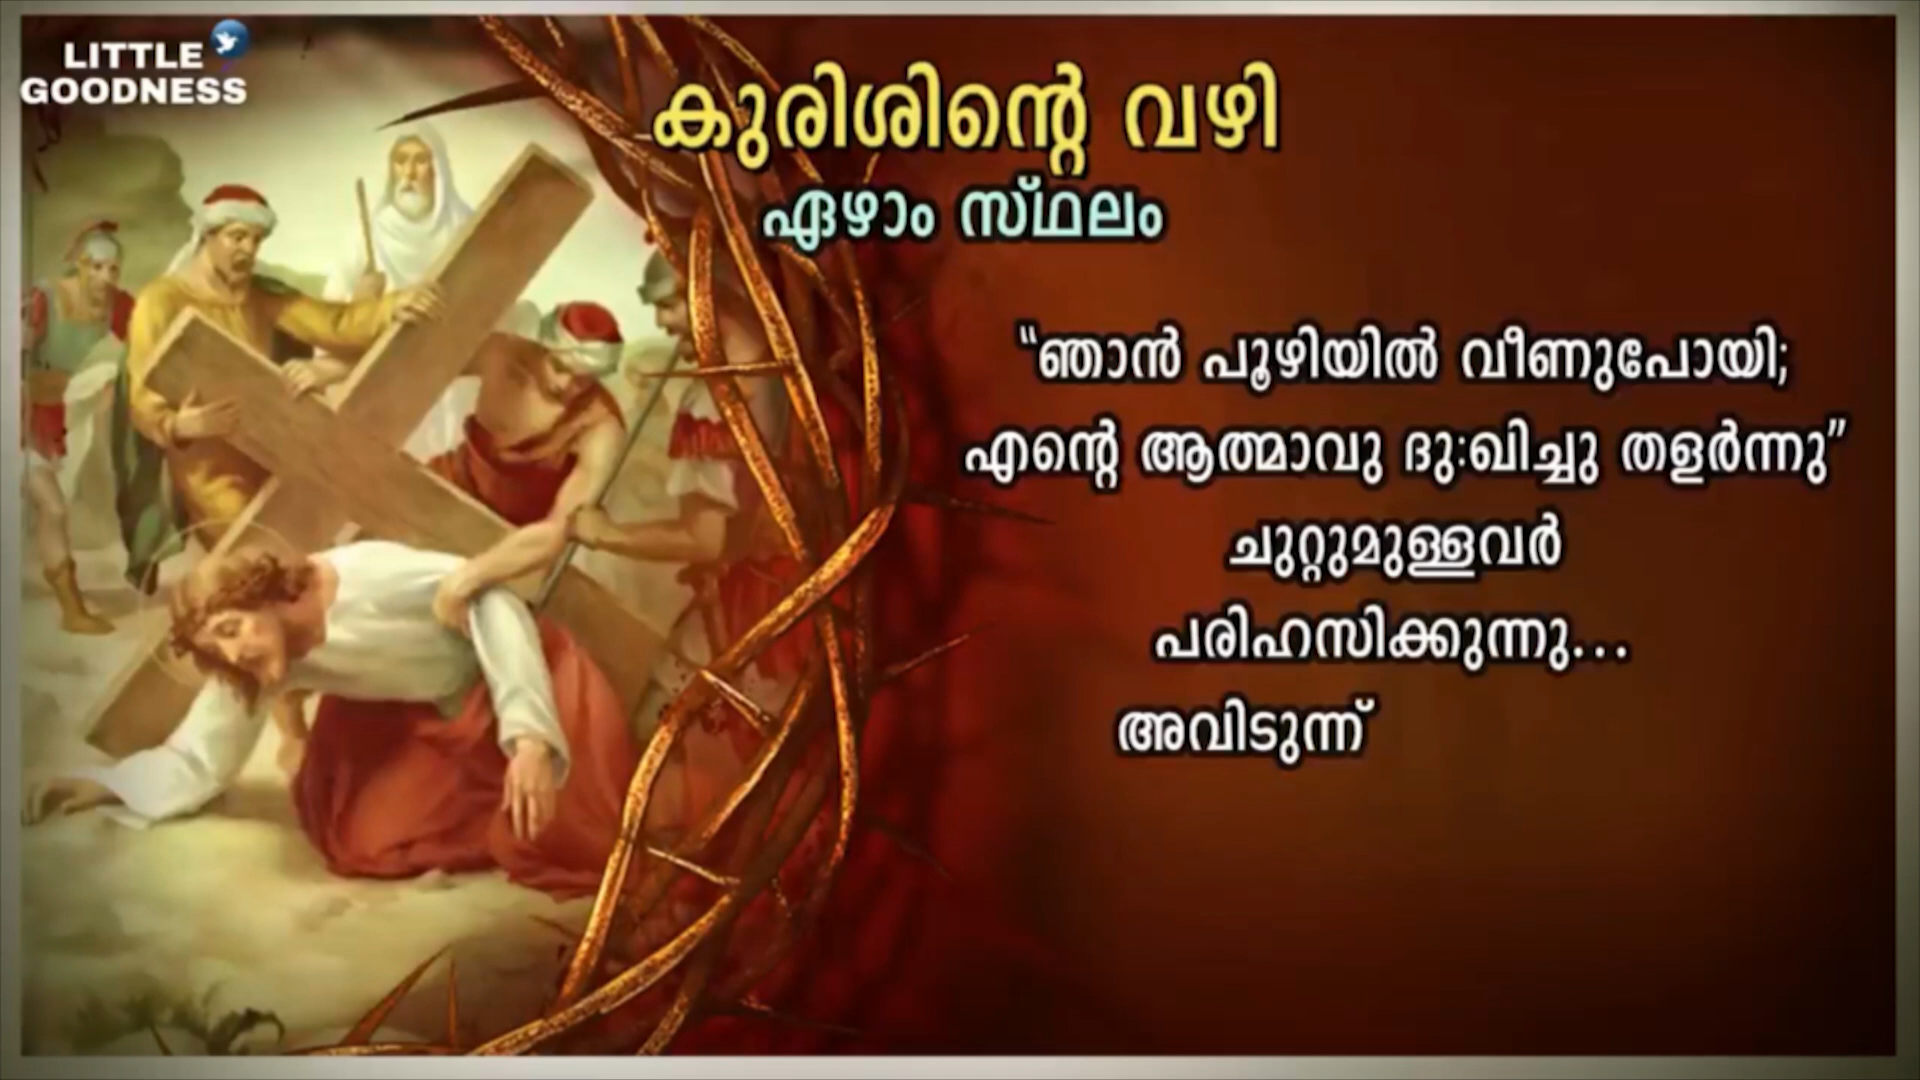 LITTLE
GOODNESS
കുരിശിന്റെ വഴി
ഏഴാം സ്ഥലം
“ഞാൻ പൂഴിയിൽ വീണുപോയി;
എന്റെ ആത്മാവു ദു:ഖിച്ചു തളർന്നു”
ചുറ്റുമുള്ളവർ
പരിഹസിക്കുന്നു...
അവിടുന്ന്